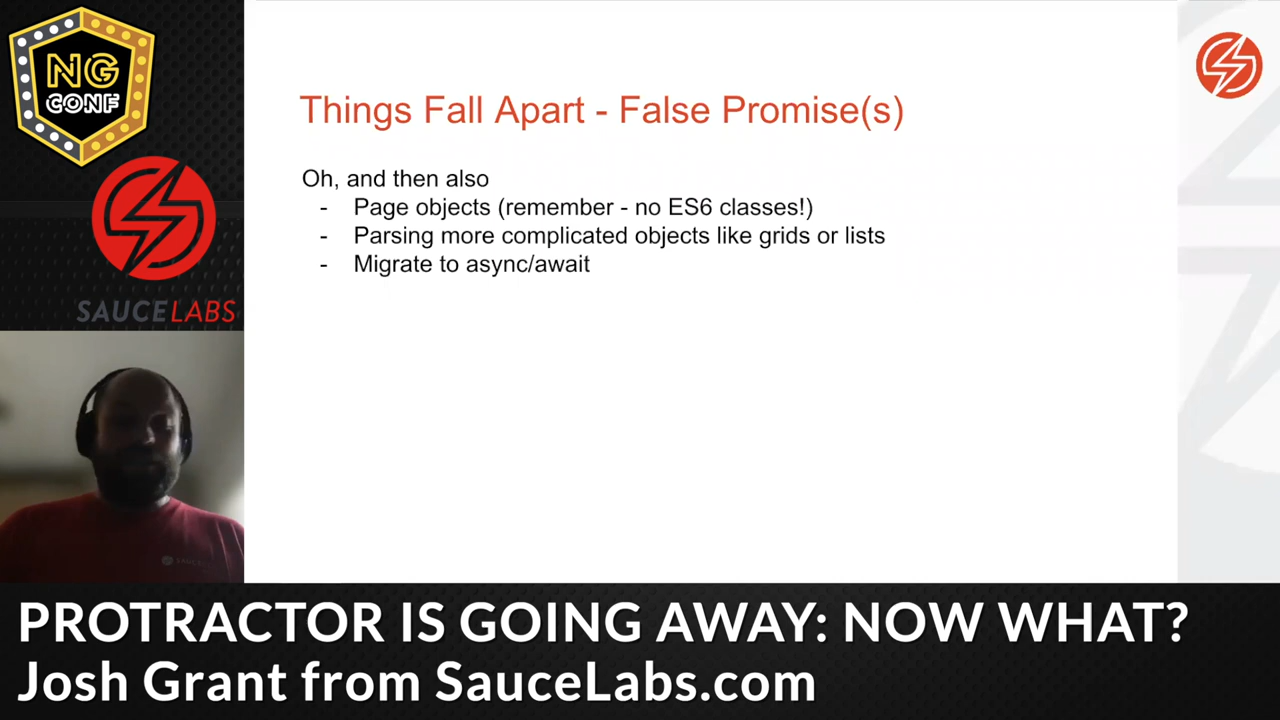 NG
CONF
SAUCELABS
Things Fall Apart - False Promise(s)
Oh, and then also
- Page objects (remember - no ES6 classes!)
- Parsing more complicated objects like grids or lists
- Migrate to async/await
SAUCE
PROTRACTOR IS GOING AWAY: NOW WHAT?
Josh Grant from SauceLabs.com